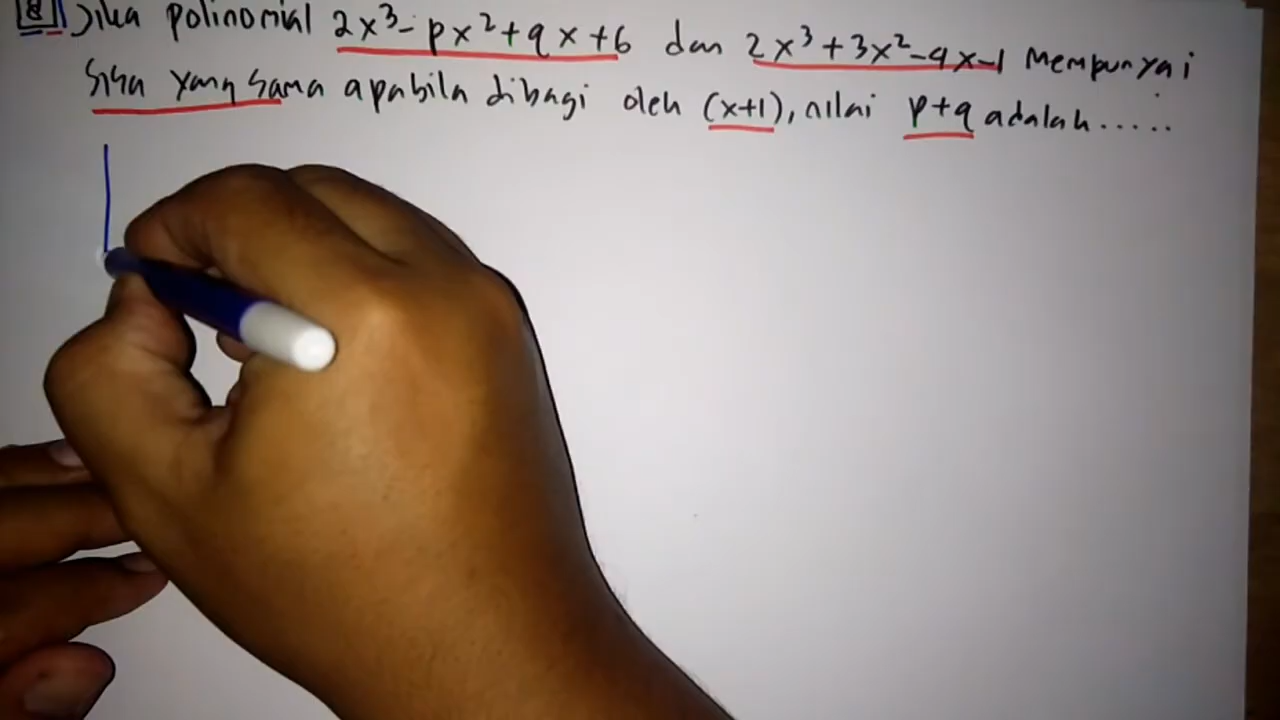 8 Jika polinomial 2x³ - px² + qx + 6 dan 2x³ + 3x² - 4x - 1 mempunyai
sisa yang sama apabila dibagi oleh (x+1), nilai p+q adalah.....